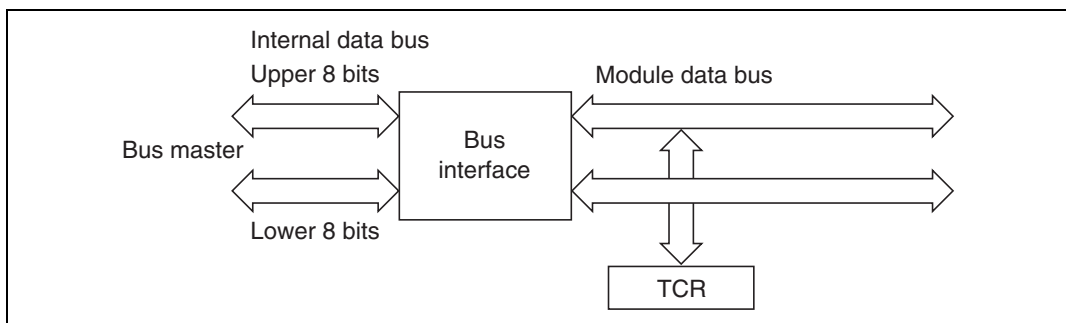 Internal data bus
Upper 8 bits
Module data bus
Bus master
Bus
interface
Lower 8 bits
TCR